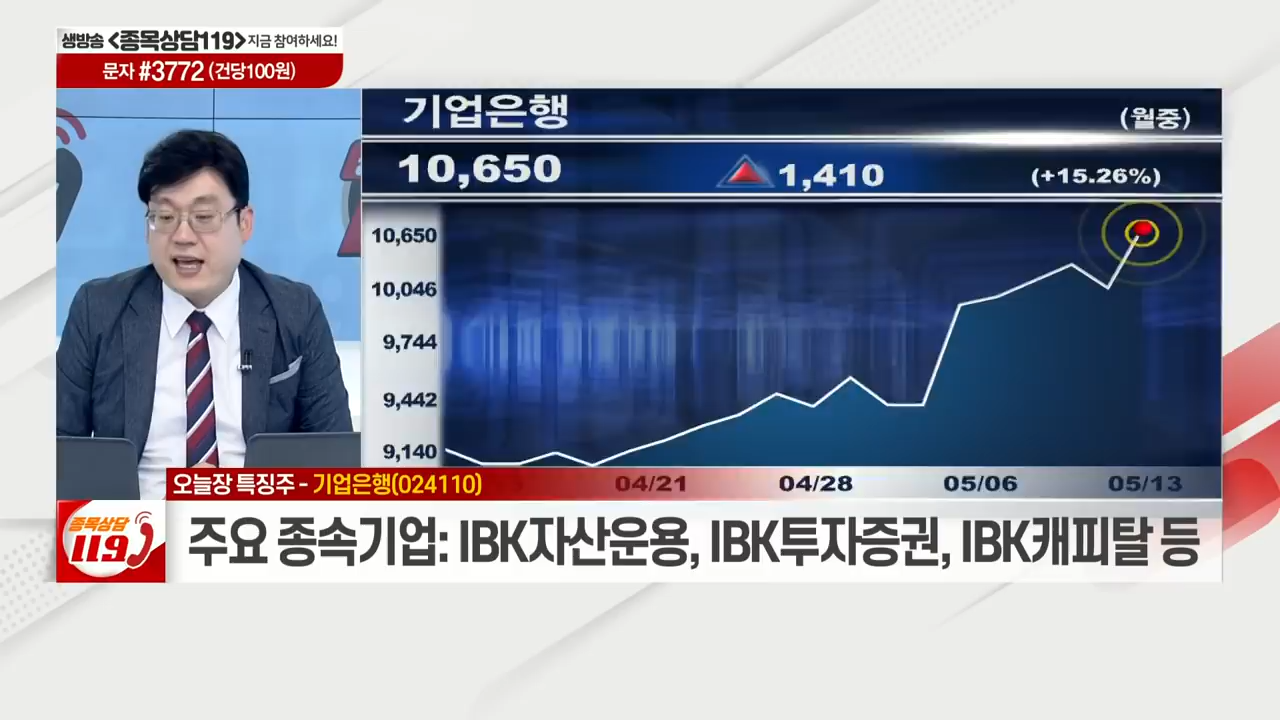 생방송 <종목상담119> 지금 참여하세요!
문자 #3772 (건당100원)
기업은행
(월중)
10,650
1,410
(+15.26%)
10,650
10,046
9,744
9,442
9,140
04/21
04/28
05/06
05/13
오늘장 특징주 - 기업은행(024110)
종목상담
119
주요 종속기업: IBK자산운용, IBK투자증권, IBK캐피탈 등